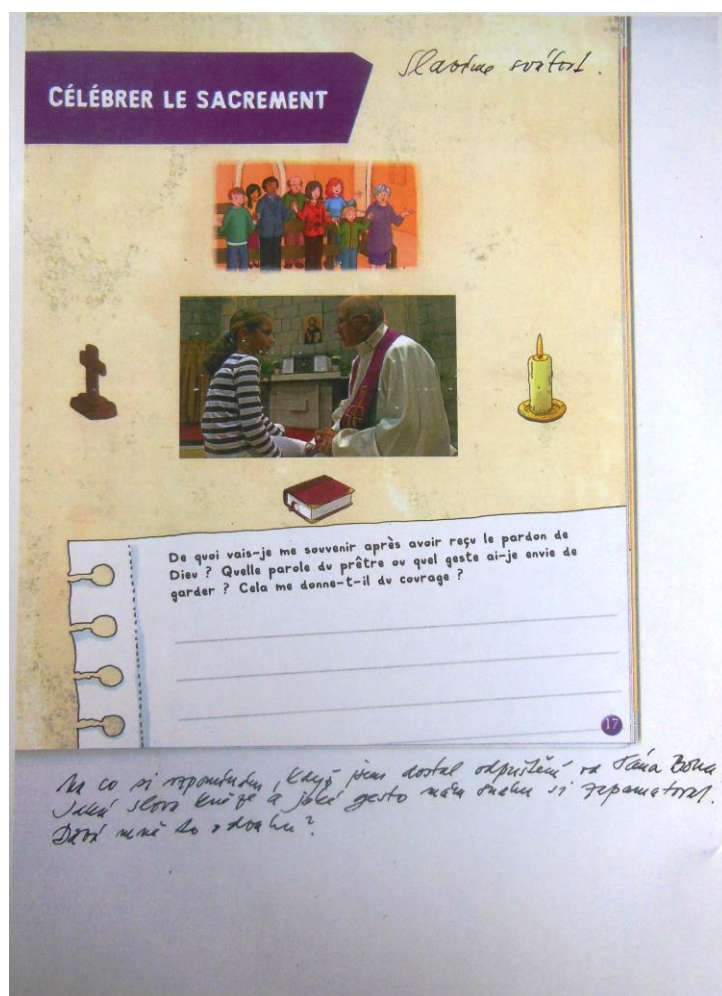 CÉLÉBRER LE SACREMENT
Slavíme svátost.
De quoi vais-je me souvenir après avoir reçu le pardon de
Dieu ? Quelle parole du prêtre ou quel geste ai-je envie de
garder ? Cela me donne-t-il du courage ?
17
Na co si vzpomínám, když jsem dostal odpuštění od Pána Boha
Jaká slova kněze a jaké gesto mám snahu si zapamatovat.
Dává mně to odvahu?